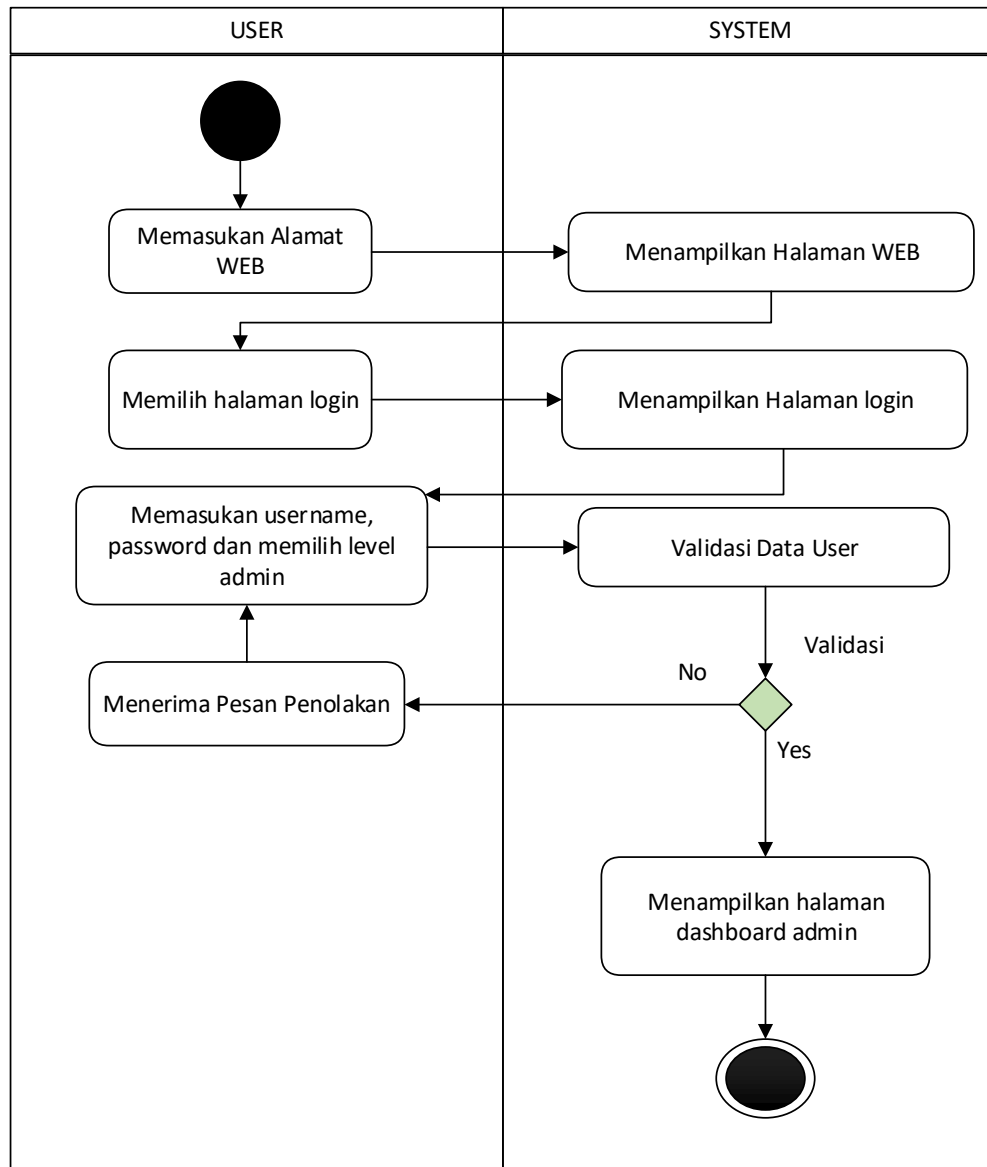 USER
SYSTEM
Memasukan Alamat
WEB
Menampilkan Halaman WEB
Memilih halaman login
Menampilkan Halaman login
Memasukan username,
password dan memilih level
admin
Validasi Data User
Validasi
No
Menerima Pesan Penolakan
Yes
Menampilkan halaman
dashboard admin